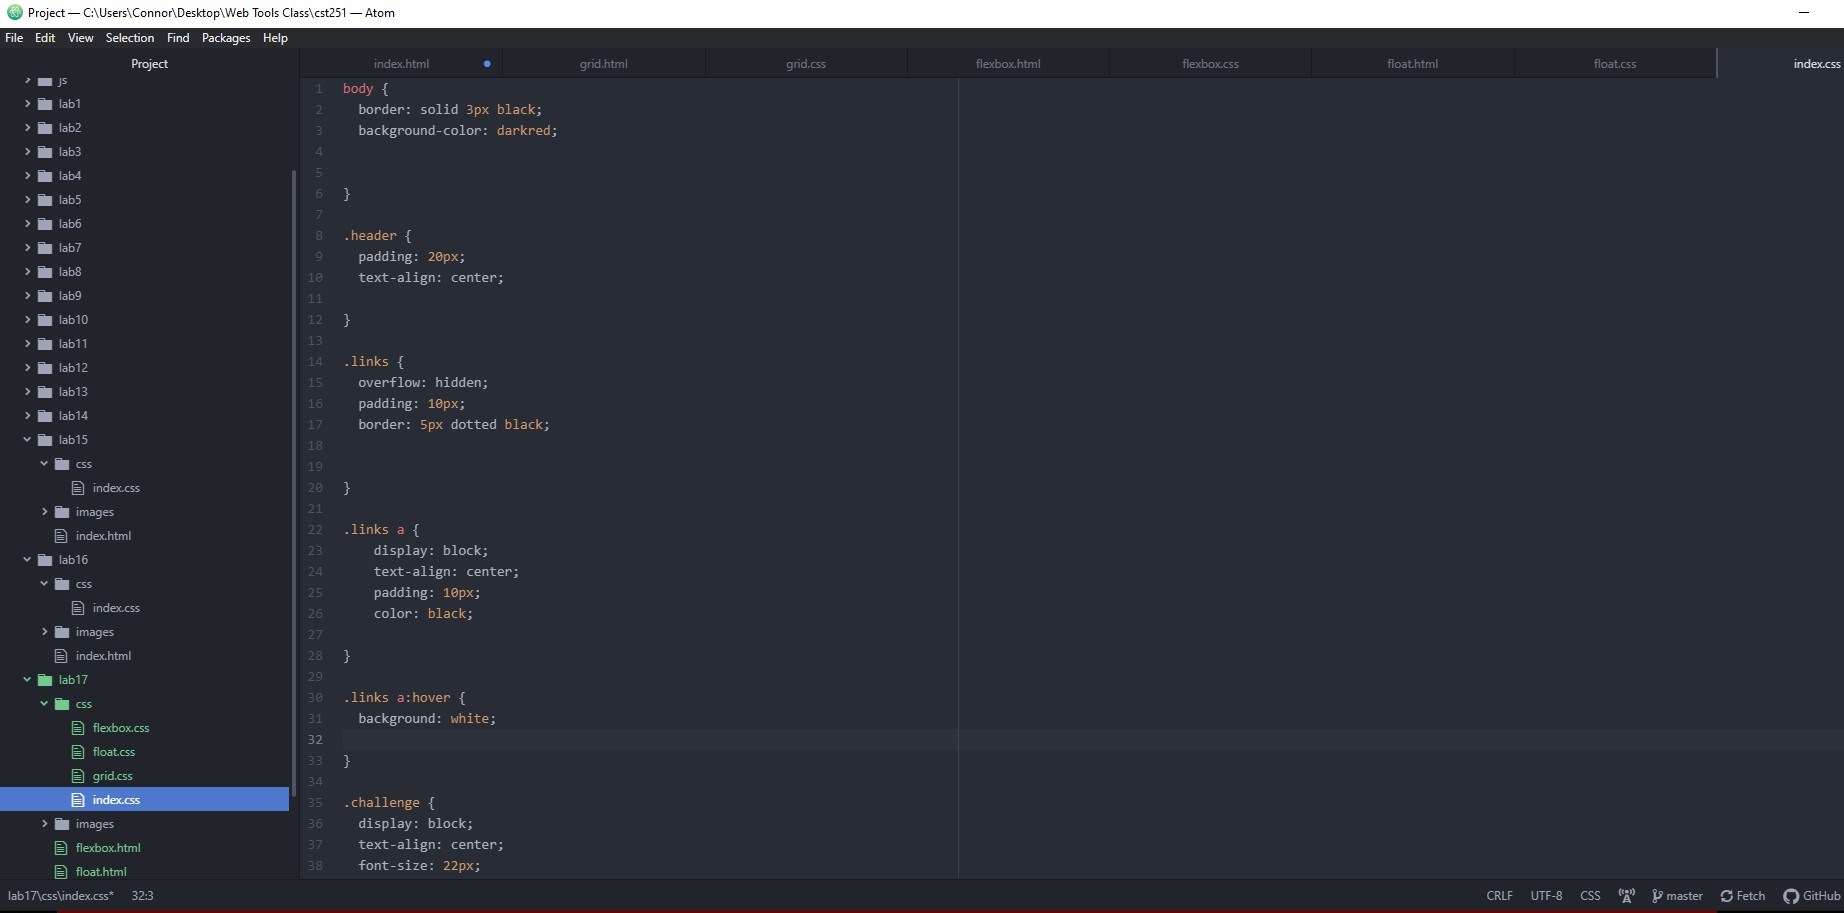 Project — C:\Users\Connor\Desktop\Web Tools Class\cst251 — Atom
File Edit View Selection Find Packages Help
Project
js
lab1
lab2
lab3
lab4
lab5
lab6
lab7
lab8
lab9
lab10
lab11
lab12
lab13
lab14
lab15
css
index.css
images
index.html
lab16
css
index.css
images
index.html
lab17
css
flexbox.css
float.css
grid.css
index.css
images
flexbox.html
float.html
index.html grid.html grid.css flexbox.html flexbox.css float.html float.css index.css
1 body {
2 border: solid 3px black;
3 background-color: darkred;
4
5
6 }
7
8 .header {
9 padding: 20px;
10 text-align: center;
11
12 }
13
14 .links {
15 overflow: hidden;
16 padding: 10px;
17 border: 5px dotted black;
18
19
20 }
21
22 .links a {
23 display: block;
24 text-align: center;
25 padding: 10px;
26 color: black;
27
28 }
29
30 .links a:hover {
31 background: white;
32
33 }
34
35 .challenge {
36 display: block;
37 text-align: center;
38 font-size: 22px;
lab17\css\index.css* 32:3 CRLF UTF-8 CSS master Fetch GitHub